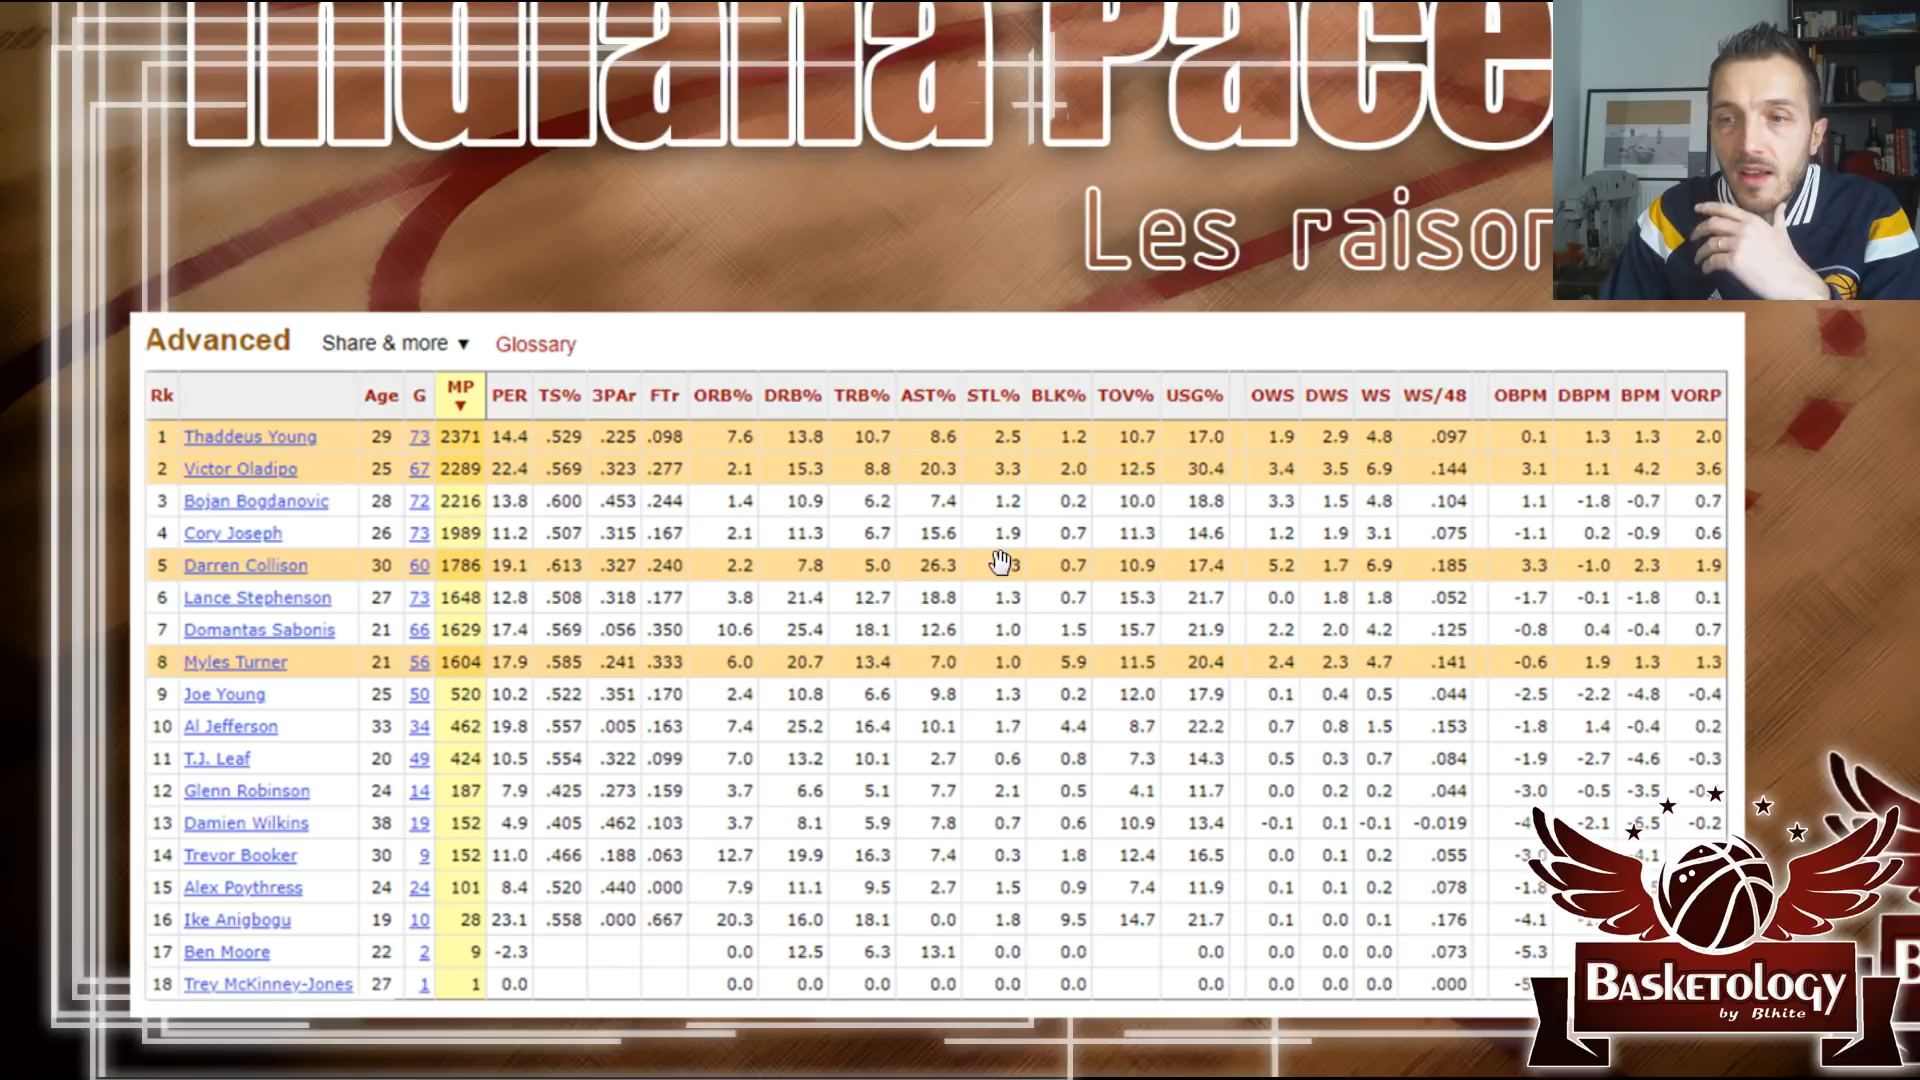 Indiana Pace
Les raison
Advanced Share & more ▼ Glossary
Rk Age G MP ▼ PER TS% 3PAr FTr ORB% DRB% TRB% AST% STL% BLK% TOV% USG% OWS DWS WS WS/48 OBPM DBPM BPM VORP
1 Thaddeus Young 29 73 2371 14.4 .529 .225 .098 7.6 13.8 10.7 8.6 2.5 1.2 10.7 17.0 1.9 2.9 4.8 .097 0.1 1.3 1.3 2.0
2 Victor Oladipo 25 67 2289 22.4 .569 .323 .277 2.1 15.3 8.8 20.3 3.3 2.0 12.5 30.4 3.4 3.5 6.9 .144 3.1 1.1 4.2 3.6
3 Bojan Bogdanovic 28 72 2216 13.8 .600 .453 .244 1.4 10.9 6.2 7.4 1.2 0.2 10.0 18.8 3.3 1.5 4.8 .104 1.1 -1.8 -0.7 0.7
4 Cory Joseph 26 73 1989 11.2 .507 .315 .167 2.1 11.3 6.7 15.6 1.9 0.7 11.3 14.6 1.2 1.9 3.1 .075 -1.1 0.2 -0.9 0.6
5 Darren Collison 30 60 1786 19.1 .613 .327 .240 2.2 7.8 5.0 26.3 0.7 10.9 17.4 5.2 1.7 6.9 .185 3.3 -1.0 2.3 1.9
6 Lance Stephenson 27 73 1648 12.8 .508 .318 .177 3.8 21.4 12.7 18.8 1.3 0.7 15.3 21.7 0.0 1.8 1.8 .052 -1.7 -0.1 -1.8 0.1
7 Domantas Sabonis 21 66 1629 17.4 .569 .056 .350 10.6 25.4 18.1 12.6 1.0 1.5 15.7 21.9 2.2 2.0 4.2 .125 -0.8 0.4 -0.4 0.7
8 Myles Turner 21 56 1604 17.9 .585 .241 .333 6.0 20.7 13.4 7.0 1.0 5.9 11.5 20.4 2.4 2.3 4.7 .141 -0.6 1.9 1.3 1.3
9 Joe Young 25 50 520 10.2 .522 .351 .170 2.4 10.8 6.6 9.8 1.3 0.2 12.0 17.9 0.1 0.4 0.5 .044 -2.5 -2.2 -4.8 -0.4
10 Al Jefferson 33 34 462 19.8 .557 .005 .163 7.4 25.2 16.4 10.1 1.7 4.4 8.7 22.2 0.7 0.8 1.5 .153 -1.8 1.4 -0.4 0.2
11 T.J. Leaf 20 49 424 10.5 .554 .322 .099 7.0 13.2 10.1 2.7 0.6 0.8 7.3 14.3 0.5 0.3 0.7 .084 -1.9 -2.7 -4.6 -0.3
12 Glenn Robinson 24 14 187 7.9 .425 .273 .159 3.7 6.6 5.1 7.7 2.1 0.5 4.1 11.7 0.0 0.2 0.2 .044 -3.0 -0.5 -3.5
13 Damien Wilkins 38 19 152 4.9 .405 .462 .103 3.7 8.1 5.9 7.8 0.7 0.6 10.9 13.4 -0.1 0.1 -0.1 -0.019 -2.1 -6.5 -0.2
14 Trevor Booker 30 9 152 11.0 .466 .188 .063 12.7 19.9 16.3 7.4 0.3 1.8 12.4 16.5 0.0 0.1 0.2 .055 -3.0
15 Alex Poythress 24 24 101 8.4 .520 .440 .000 7.9 11.1 9.5 2.7 1.5 0.9 7.4 11.9 0.1 0.1 0.2 .078 -1.8
16 Ike Anigbogu 19 10 28 23.1 .558 .000 .667 20.3 16.0 18.1 0.0 1.8 9.5 14.7 21.7 0.1 0.0 0.1 .176 -4.1
17 Ben Moore 22 2 9 -2.3 0.0 12.5 6.3 13.1 0.0 0.0 0.0 0.0 0.0 0.0 .073 -5.3
18 Trey McKinney-Jones 27 1 1 0.0 0.0 0.0 0.0 0.0 0.0 0.0 0.0 0.0 0.0 0.0 .000
Basketology
by Blhite